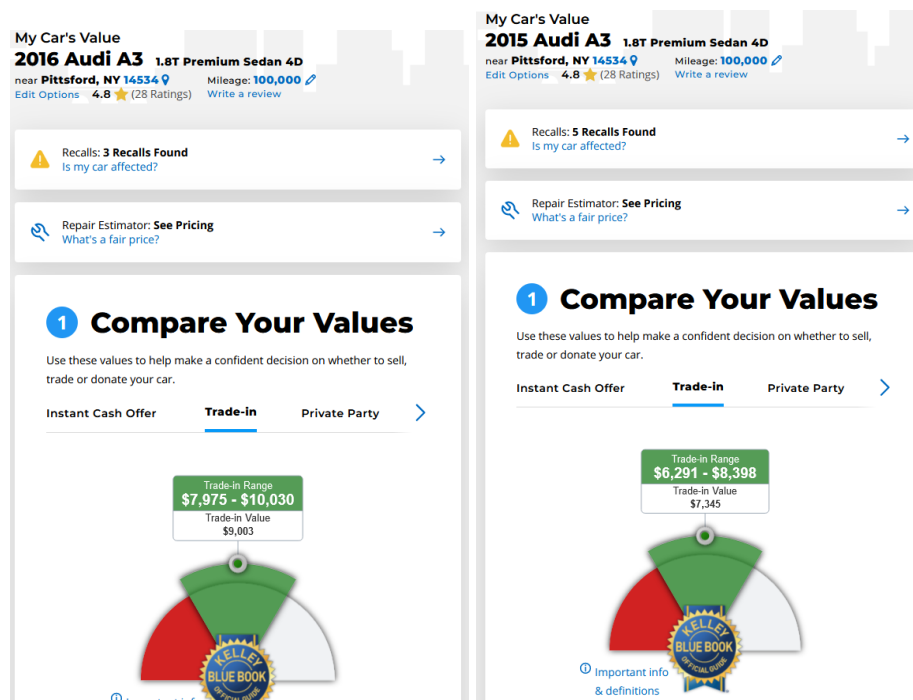 My Car's Value
2016 Audi A3 1.8T Premium Sedan 4D
near Pittsford, NY 14534 Mileage: 100,000
Edit Options 4.8 (28 Ratings) Write a review
Recalls: 3 Recalls Found
Is my car affected?
Repair Estimator: See Pricing
What's a fair price?
1 Compare Your Values
Use these values to help make a confident decision on whether to sell,
trade or donate your car.
Instant Cash Offer Trade-in Private Party
Trade-in Range
$7,975 - $10,030
Trade-in Value
$9,003
KELLEY
BLUE BOOK
OFFICIAL GUIDE
My Car's Value
2015 Audi A3 1.8T Premium Sedan 4D
near Pittsford, NY 14534 Mileage: 100,000
Edit Options 4.8 (28 Ratings) Write a review
Recalls: 5 Recalls Found
Is my car affected?
Repair Estimator: See Pricing
What's a fair price?
1 Compare Your Values
Use these values to help make a confident decision on whether to sell,
trade or donate your car.
Instant Cash Offer Trade-in Private Party
Trade-in Range
$6,291 - $8,398
Trade-in Value
$7,345
KELLEY
BLUE BOOK
OFFICIAL GUIDE
Important info
& definitions